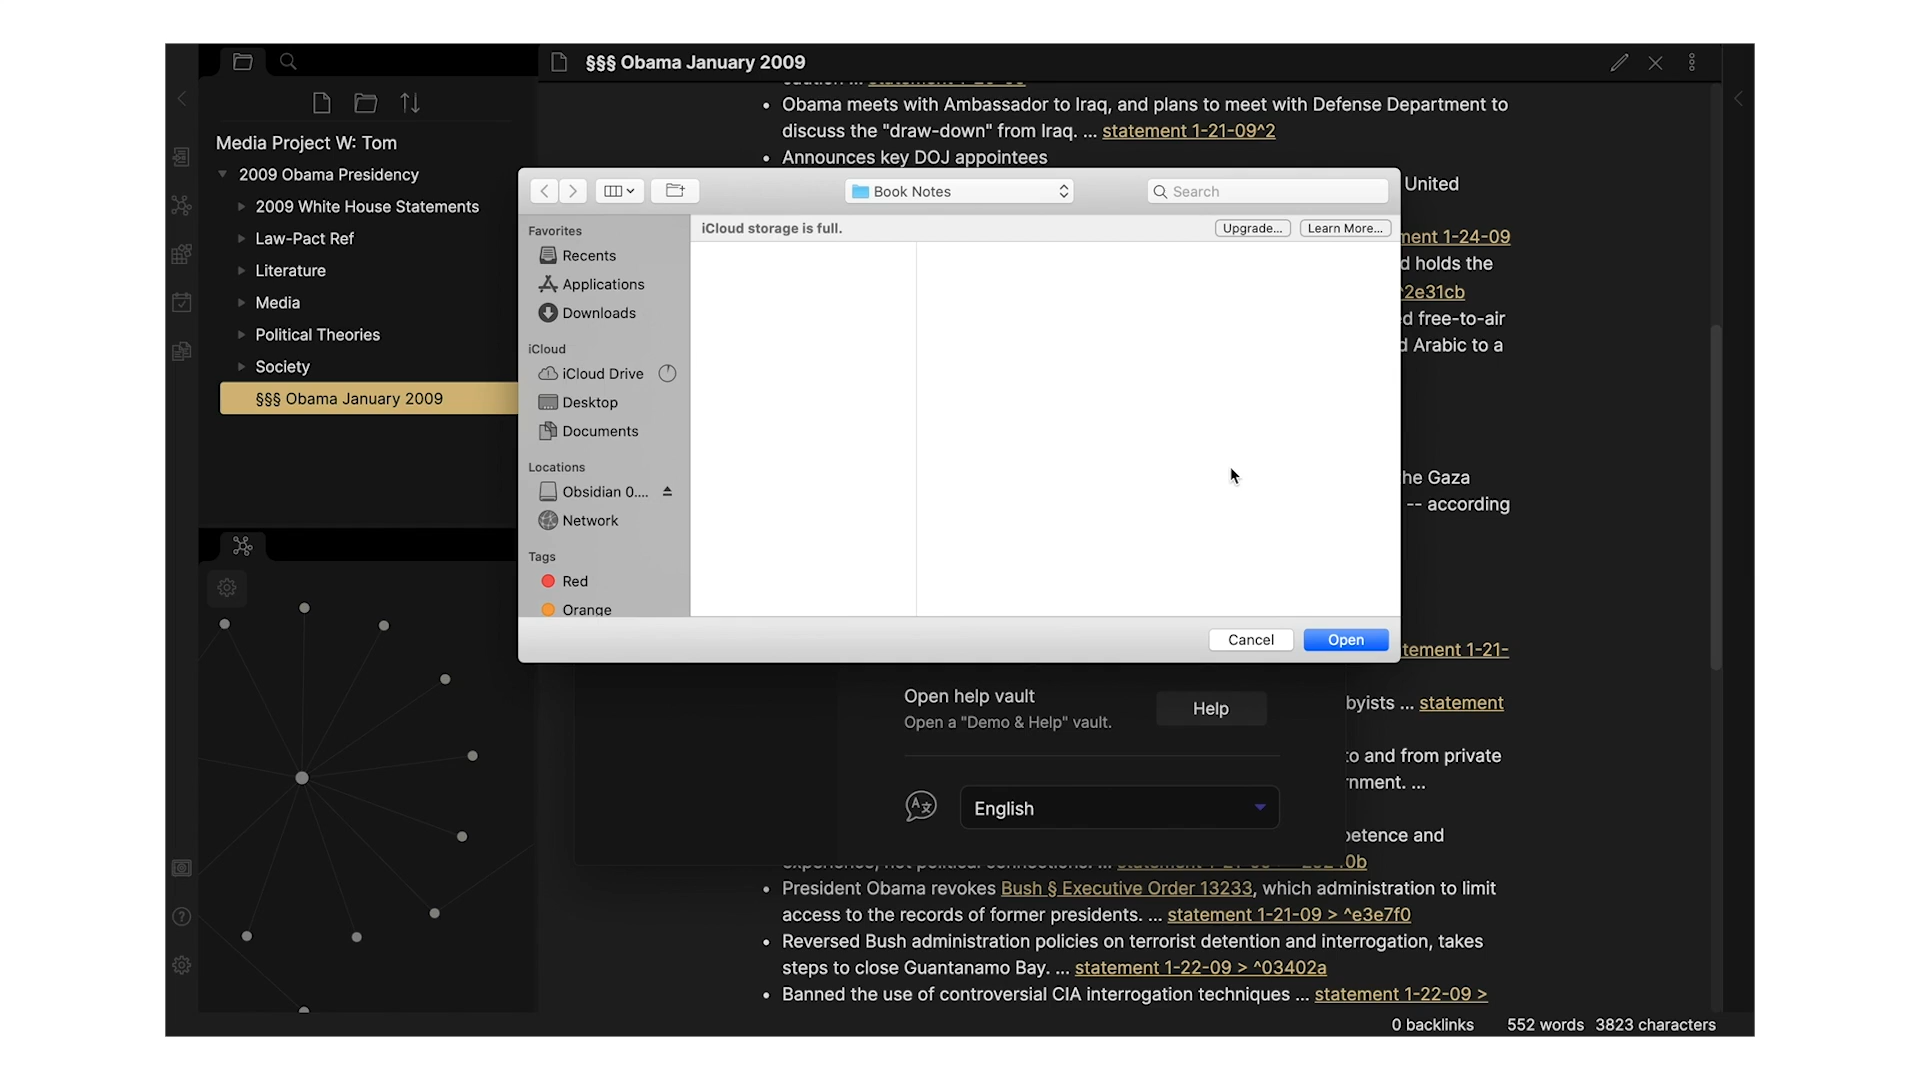 §§§ Obama January 2009
Media Project W: Tom
2009 Obama Presidency
2009 White House Statements
Law-Pact Ref
Literature
Media
Political Theories
Society
§§§ Obama January 2009
• Obama meets with Ambassador to Iraq, and plans to meet with Defense Department to
discuss the "draw-down" from Iraq. ... statement 1-21-09^2
• Announces key DOJ appointees
United
1-24-09
holds the
^2e31cb
free-to-air
Arabic to a
Gaza
-- according
1-21-
... statement
and from private
...
and
Book Notes
Search
iCloud storage is full.
Upgrade...
Learn More...
Favorites
Recents
Applications
Downloads
iCloud
iCloud Drive
Desktop
Documents
Locations
Obsidian 0....
Network
Tags
Red
Orange
Cancel
Open
Open help vault
Open a "Demo & Help" vault.
Help
English
• President Obama revokes Bush § Executive Order 13233, which administration to limit
access to the records of former presidents. ... statement 1-21-09 > ^e3e7f0
• Reversed Bush administration policies on terrorist detention and interrogation, takes
steps to close Guantanamo Bay. ... statement 1-22-09 > ^03402a
• Banned the use of controversial CIA interrogation techniques ... statement 1-22-09 >
0 backlinks 552 words 3823 characters